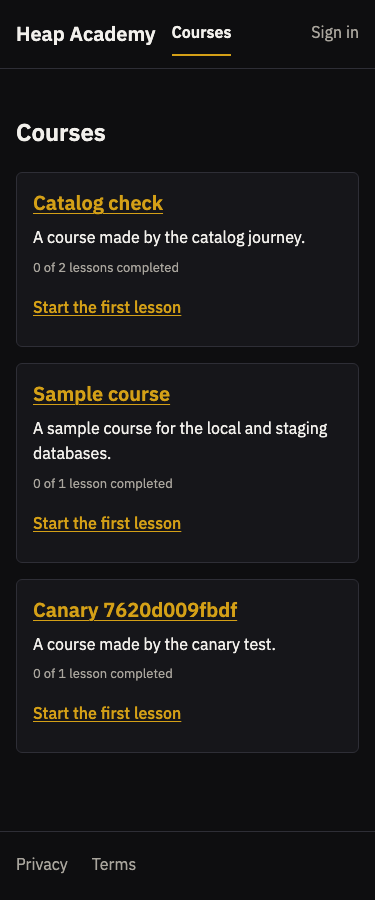 Heap Academy Courses Sign in
Courses
Catalog check
A course made by the catalog journey.
0 of 2 lessons completed
Start the first lesson
Sample course
A sample course for the local and staging
databases.
0 of 1 lesson completed
Start the first lesson
Canary 7620d009fbdf
A course made by the canary test.
0 of 1 lesson completed
Start the first lesson
Privacy Terms